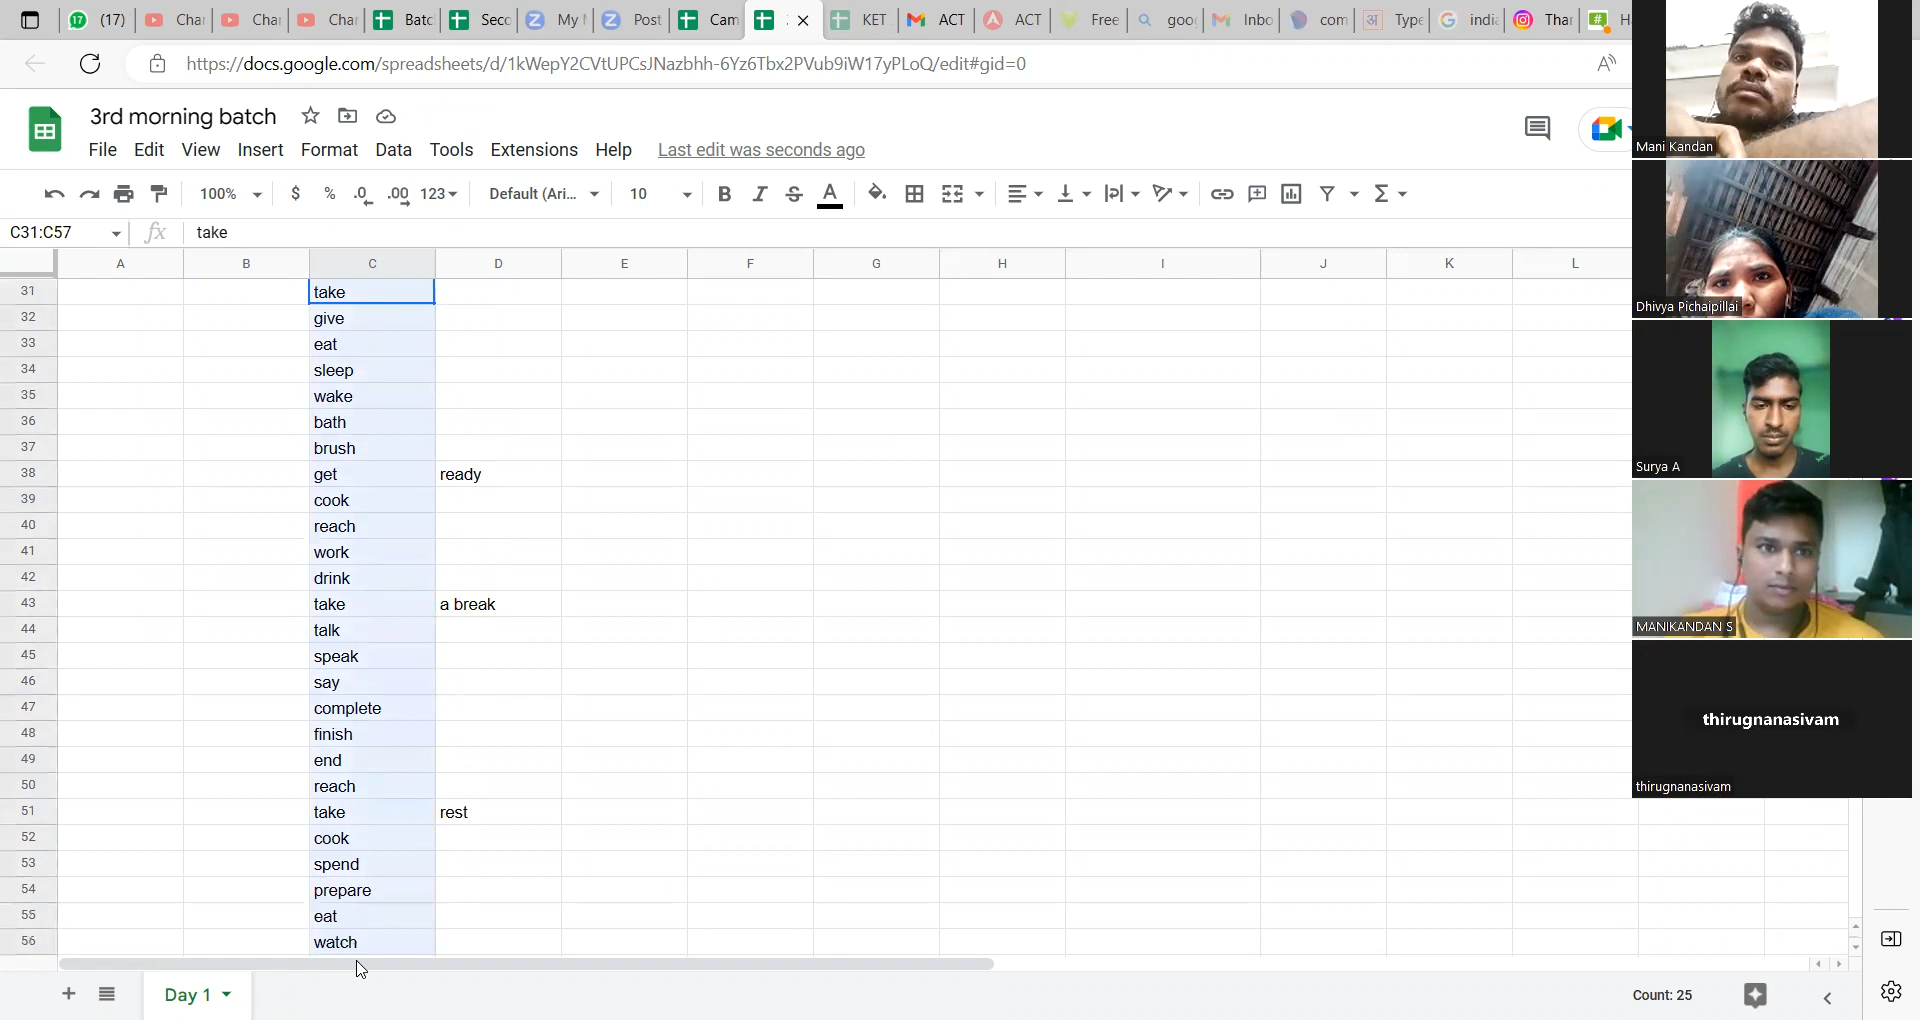 (17)
Char
Cha
Cha
Batc
Seco
My M
Post
Cam
KET
ACT
ACT
Free
goog
Inbo
com
अ
Type
india
Than
https://docs.google.com/spreadsheets/d/1kWepY2CVtUPCsJNazbhh-6Yz6Tbx2PVub9iW17yPLoQ/edit#gid=0
3rd morning batch
File Edit View Insert Format Data Tools Extensions Help Last edit was seconds ago
100% $ % .0 .00 123 Default (Ari... 10 B I S A
C31:C57 fx take
A B C D E F G H I J K L
31 take
32 give
33 eat
34 sleep
35 wake
36 bath
37 brush
38 get ready
39 cook
40 reach
41 work
42 drink
43 take a break
44 talk
45 speak
46 say
47 complete
48 finish
49 end
50 reach
51 take rest
52 cook
53 spend
54 prepare
55 eat
56 watch
Day 1
Count: 25
Mani Kandan
Dhivya Pichaipillai
Surya A
MANIKANDAN S
thirugnanasivam
thirugnanasivam